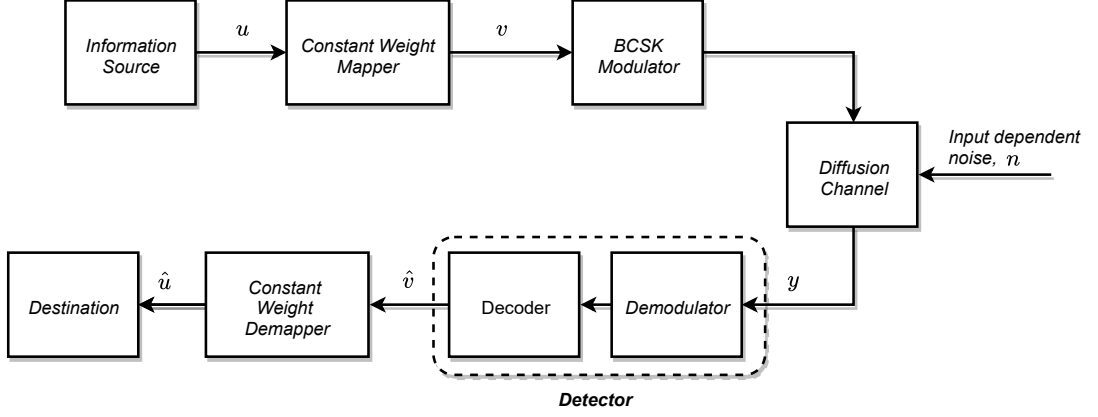 Information
Source
u
Constant Weight
Mapper
v
BCSK
Modulator
Input dependent
noise, n
Diffusion
Channel
y
Demodulator
Decoder
v̂
Constant
Weight
Demapper
û
Destination
Detector